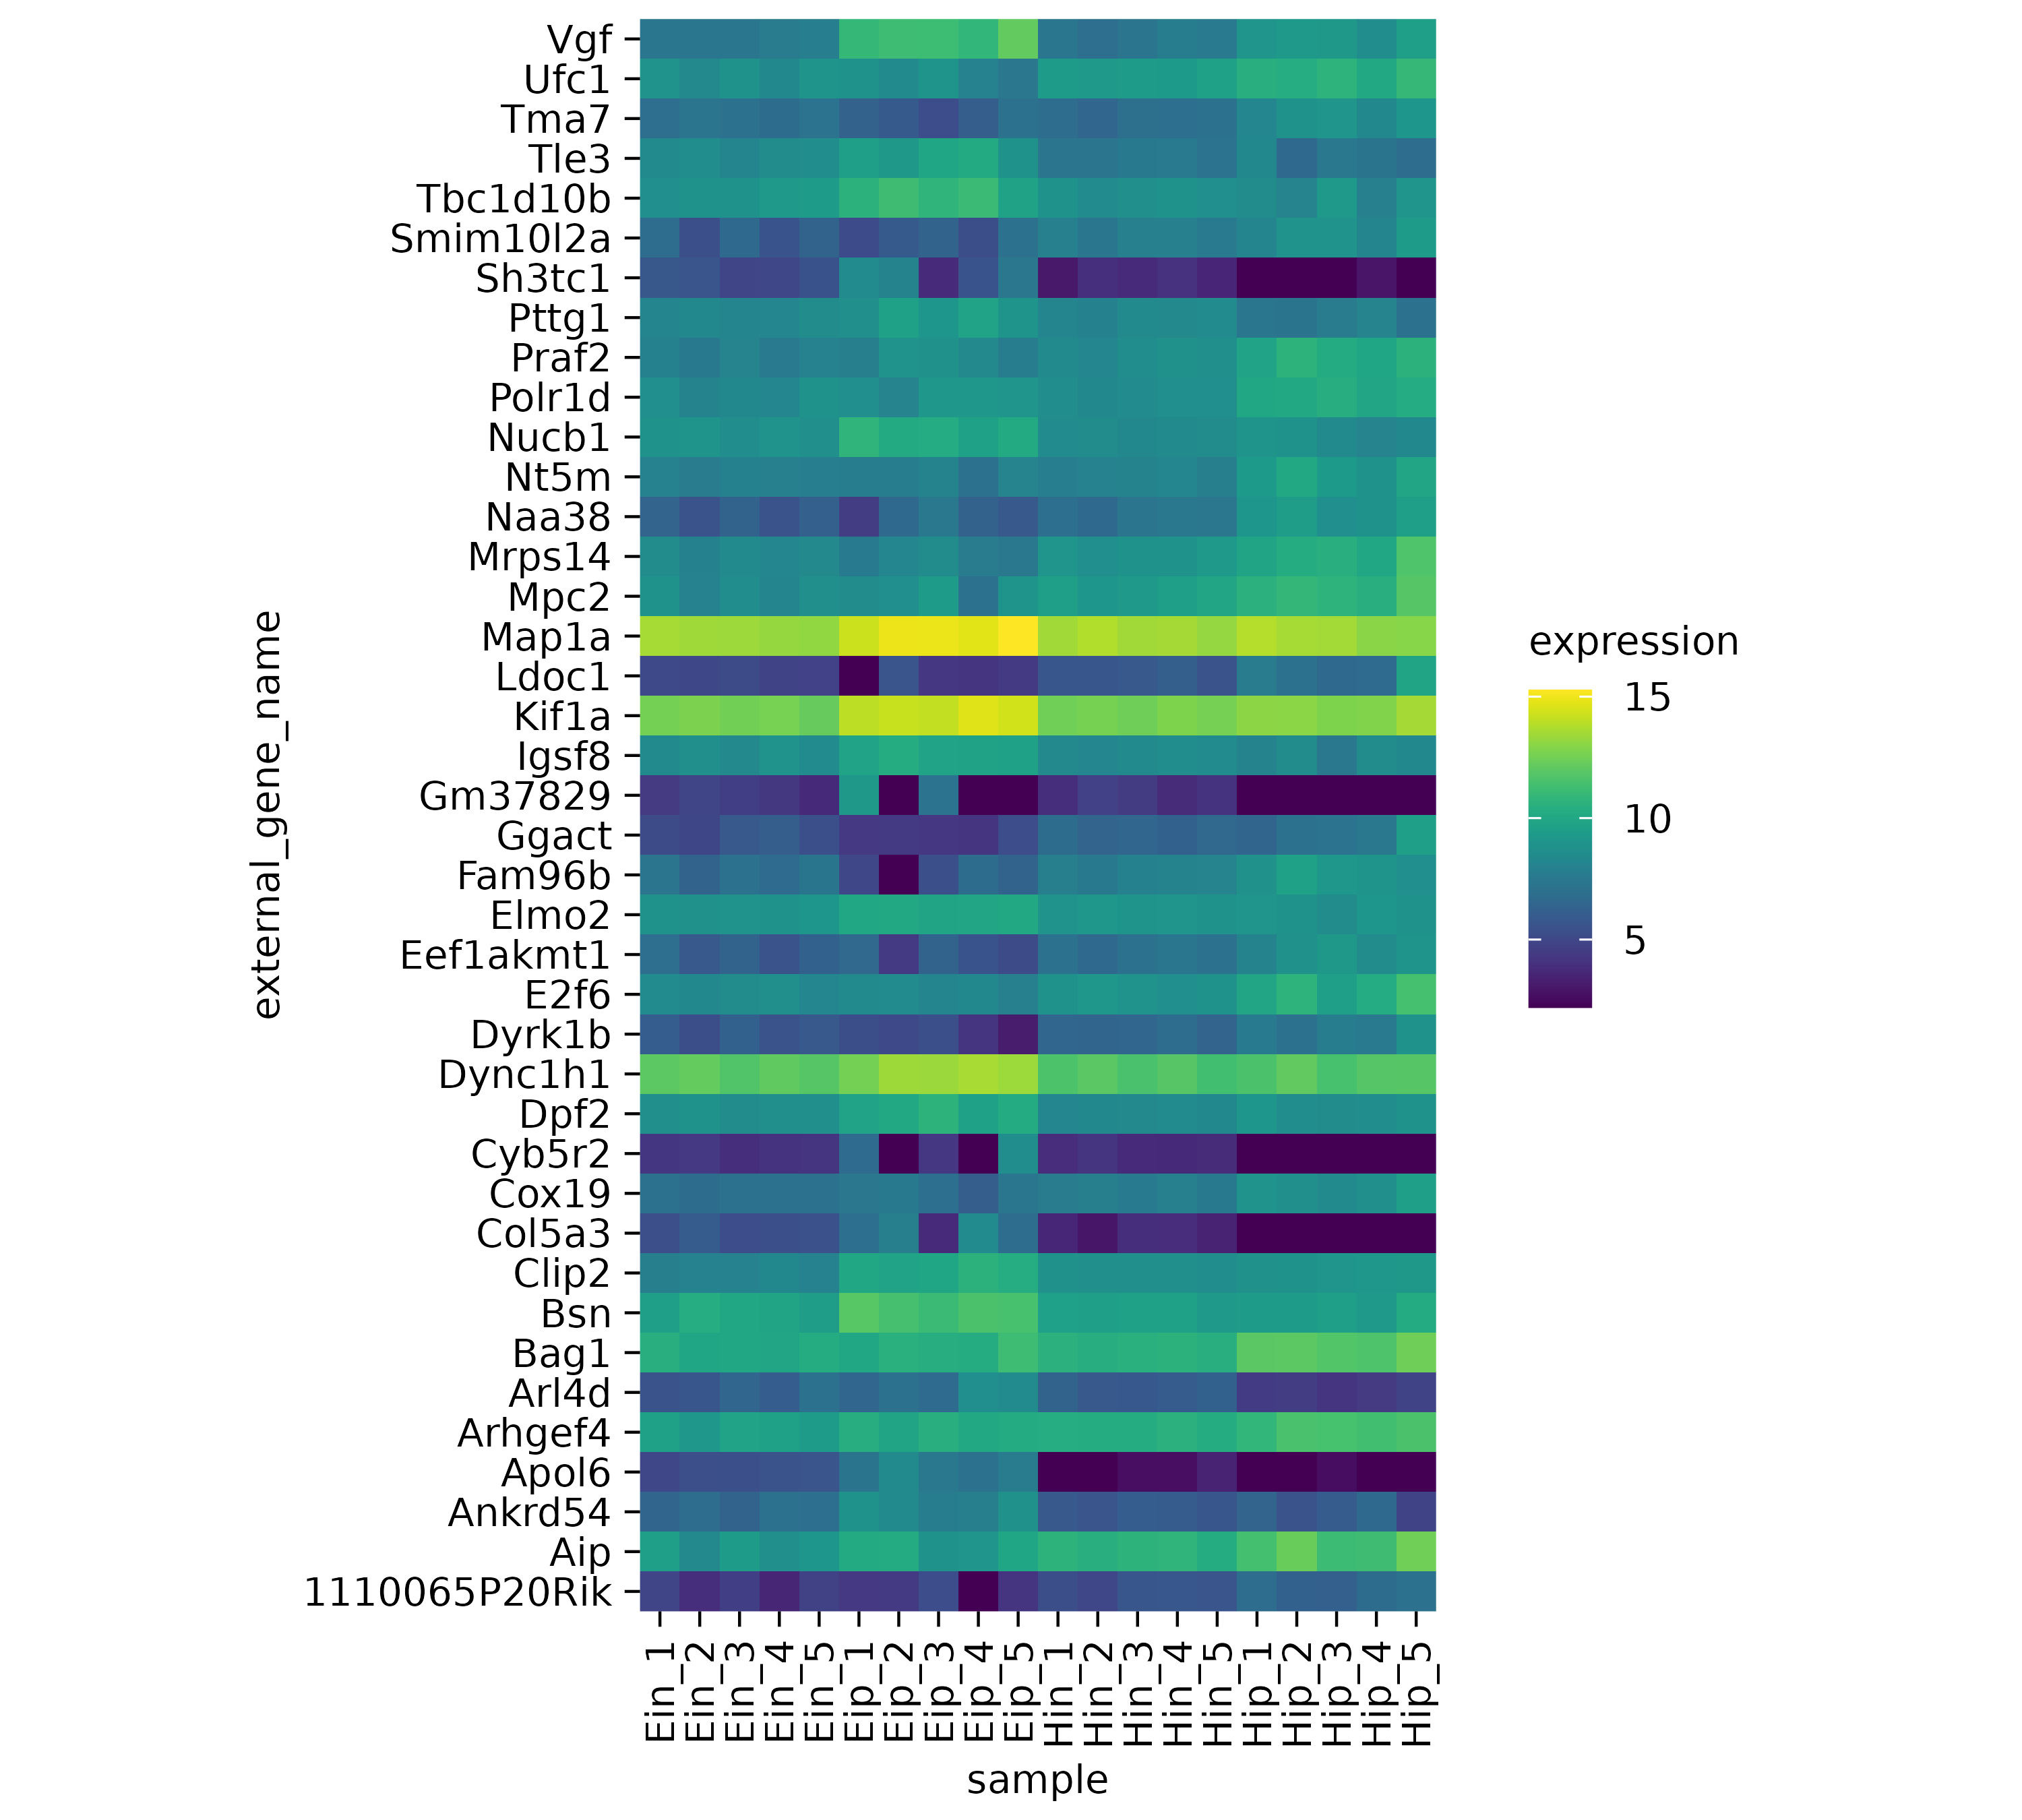 Vgf
Ufc1
Tma7
Tle3
Tbc1d10b
Smim10l2a
Sh3tc1
Pttg1
Praf2
Polr1d
Nucb1
Nt5m
Naa38
Mrps14
Mpc2
Map1a
Ldoc1
Kif1a
Igsf8
Gm37829
Ggact
Fam96b
Elmo2
Eef1akmt1
E2f6
Dyrk1b
Dync1h1
Dpf2
Cyb5r2
Cox19
Col5a3
Clip2
Bsn
Bag1
Arl4d
Arhgef4
Apol6
Ankrd54
Aip
1110065P20Rik
external_gene_name
Ein_1
Ein_2
Ein_3
Ein_4
Ein_5
Eip_1
Eip_2
Eip_3
Eip_4
Eip_5
Hin_1
Hin_2
Hin_3
Hin_4
Hin_5
Hip_1
Hip_2
Hip_3
Hip_4
Hip_5
sample
expression
15
10
5